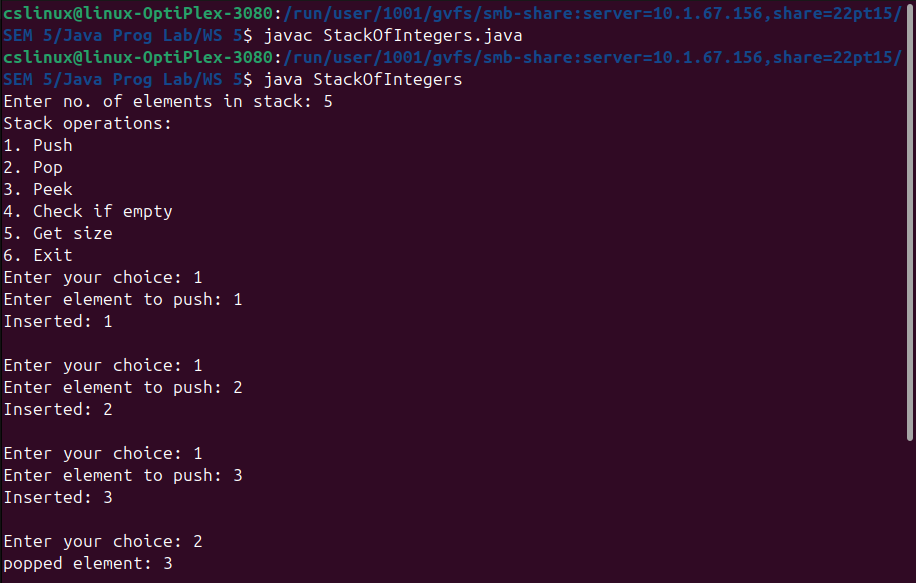 cslinux@linux-OptiPlex-3080:/run/user/1001/gvfs/smb-share:server=10.1.67.156,share=22pt15/
SEM 5/Java Prog Lab/WS 5$ javac StackOfIntegers.java
cslinux@linux-OptiPlex-3080:/run/user/1001/gvfs/smb-share:server=10.1.67.156,share=22pt15/
SEM 5/Java Prog Lab/WS 5$ java StackOfIntegers
Enter no. of elements in stack: 5
Stack operations:
1. Push
2. Pop
3. Peek
4. Check if empty
5. Get size
6. Exit
Enter your choice: 1
Enter element to push: 1
Inserted: 1
Enter your choice: 1
Enter element to push: 2
Inserted: 2
Enter your choice: 1
Enter element to push: 3
Inserted: 3
Enter your choice: 2
popped element: 3